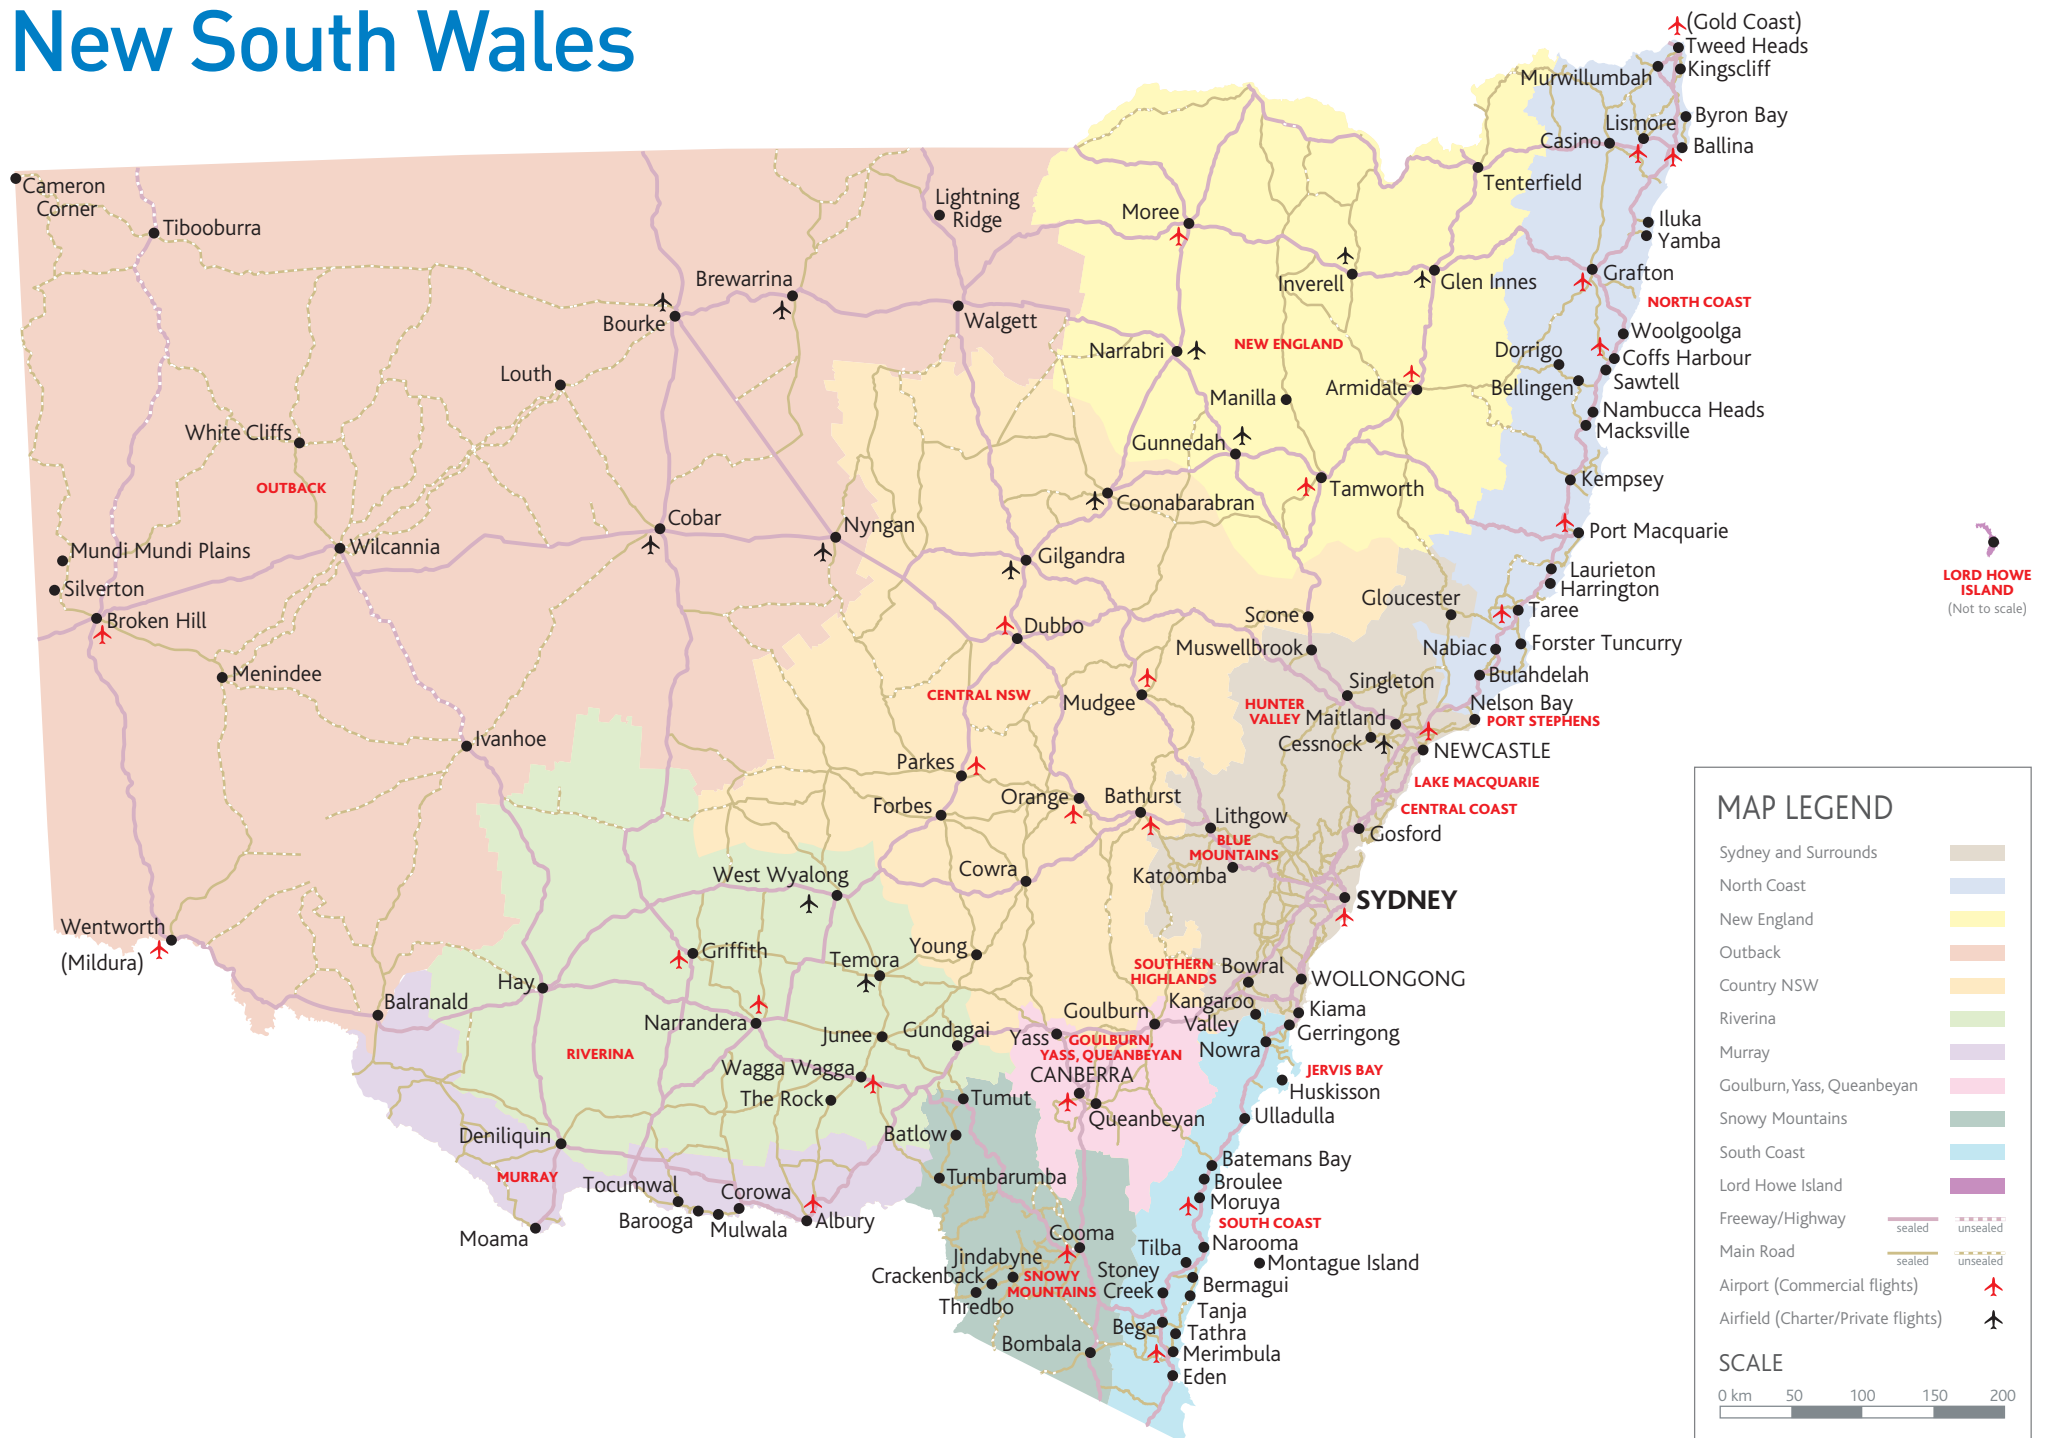 New South Wales
(Gold Coast)
Tweed Heads
Kingscliff
Murwillumbah
Byron Bay
Lismore
Casino
Ballina
Tenterfield
Cameron
Corner
Tibooburra
Lightning
Ridge
Moree
Iluka
Yamba
Brewarrina
Inverell
Glen Innes
Grafton
NORTH COAST
Bourke
Walgett
Woolgoolga
Narrabri
NEW ENGLAND
Dorrigo
Coffs Harbour
Louth
Sawtell
Bellingen
Armidale
Manilla
Nambucca Heads
Macksville
White Cliffs
Gunnedah
OUTBACK
Kempsey
Tamworth
Coonabarabran
Cobar
Nyngan
Port Macquarie
Mundi Mundi Plains
Wilcannia
Gilgandra
Laurieton
LORD HOWE
ISLAND
(Not to scale)
Silverton
Harrington
Gloucester
Taree
Broken Hill
Scone
Dubbo
Forster Tuncurry
Muswellbrook
Nabiac
Menindee
Bulahdelah
Singleton
CENTRAL NSW
Mudgee
HUNTER
VALLEY
Nelson Bay
Maitland
PORT STEPHENS
Cessnock
NEWCASTLE
Ivanhoe
Parkes
LAKE MACQUARIE
Orange
Bathurst
Forbes
CENTRAL COAST
Lithgow
Gosford
BLUE
MOUNTAINS
Katoomba
West Wyalong
Cowra
SYDNEY
Wentworth
(Mildura)
Griffith
Young
Temora
SOUTHERN
HIGHLANDS
Bowral
WOLLONGONG
Hay
Balranald
Kangaroo
Valley
Goulburn
Kiama
Gerringong
Narrandera
Junee
Gundagai
Yass
GOULBURN,
YASS, QUEANBEYAN
Nowra
RIVERINA
Wagga Wagga
CANBERRA
JERVIS BAY
Huskisson
The Rock
Tumut
Queanbeyan
Ulladulla
Deniliquin
Batlow
Batemans Bay
MURRAY
Tumbarumba
Broulee
Tocumwal
Corowa
Moruya
Barooga
Mulwala
Albury
SOUTH COAST
Moama
Cooma
Narooma
Tilba
Montague Island
Jindabyne
Stoney
Creek
Crackenback
SNOWY
MOUNTAINS
Bermagui
Thredbo
Tanja
Bega
Tathra
Bombala
Merimbula
Eden
MAP LEGEND
Sydney and Surrounds
North Coast
New England
Outback
Country NSW
Riverina
Murray
Goulburn, Yass, Queanbeyan
Snowy Mountains
South Coast
Lord Howe Island
Freeway/Highway
sealed unsealed
Main Road
sealed unsealed
Airport (Commercial flights)
Airfield (Charter/Private flights)
SCALE
0 km 50 100 150 200